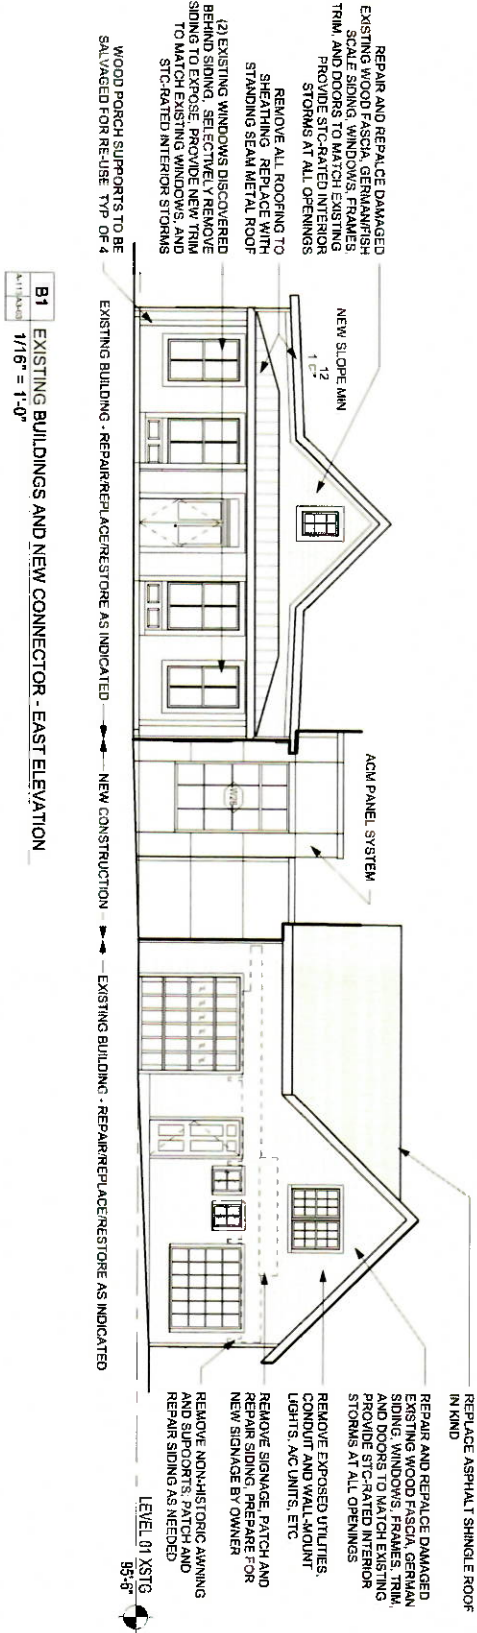 REPAIR AND REPALCE DAMAGED
EXISTING WOOD FASCIA, GERMAN/FISH
SCALE SIDING, WINDOWS, FRAMES,
TRIM, AND DOORS TO MATCH EXISTING
PROVIDE STC-RATED INTERIOR
STORMS AT ALL OPENINGS
REMOVE ALL ROOFING TO
SHEATHING REPLACE WITH
STANDING SEAM METAL ROOF
(2) EXISTING WINDOWS DISCOVERED
BEHIND SIDING, SELECTIVELY REMOVE
SIDING TO EXPOSE, PROVIDE NEW TRIM
TO MATCH EXISTING WINDOWS, AND
STC-RATED INTERIOR STORMS
WOOD PORCH SUPPORTS TO BE
SALVAGED FOR RE-USE TYP OF 4
NEW SLOPE MIN
12
ACM PANEL SYSTEM
W26
REPLACE ASPHALT SHINGLE ROOF
IN KIND
REPAIR AND REPALCE DAMAGED
EXISTING WOOD FASCIA, GERMAN
SIDING, WINDOWS, FRAMES, TRIM,
AND DOORS TO MATCH EXISTING
PROVIDE STC-RATED INTERIOR
STORMS AT ALL OPENINGS
REMOVE EXPOSED UTILITIES,
CONDUIT AND WALL-MOUNT
LIGHTS, A/C UNITS, ETC
REMOVE SIGNAGE, PATCH AND
REPAIR SIDING, PREPARE FOR
NEW SIGNAGE BY OWNER
REMOVE NON-HISTORIC AWNING
AND SUPOORTS, PATCH AND
REPAIR SIDING AS NEEDED
LEVEL 01 XSTG
95'-6"
EXISTING BUILDING - REPAIR/REPLACE/RESTORE AS INDICATED
NEW CONSTRUCTION
EXISTING BUILDING - REPAIR/REPLACE/RESTORE AS INDICATED
B1 EXISTING BUILDINGS AND NEW CONNECTOR - EAST ELEVATION
1/16" = 1'-0"